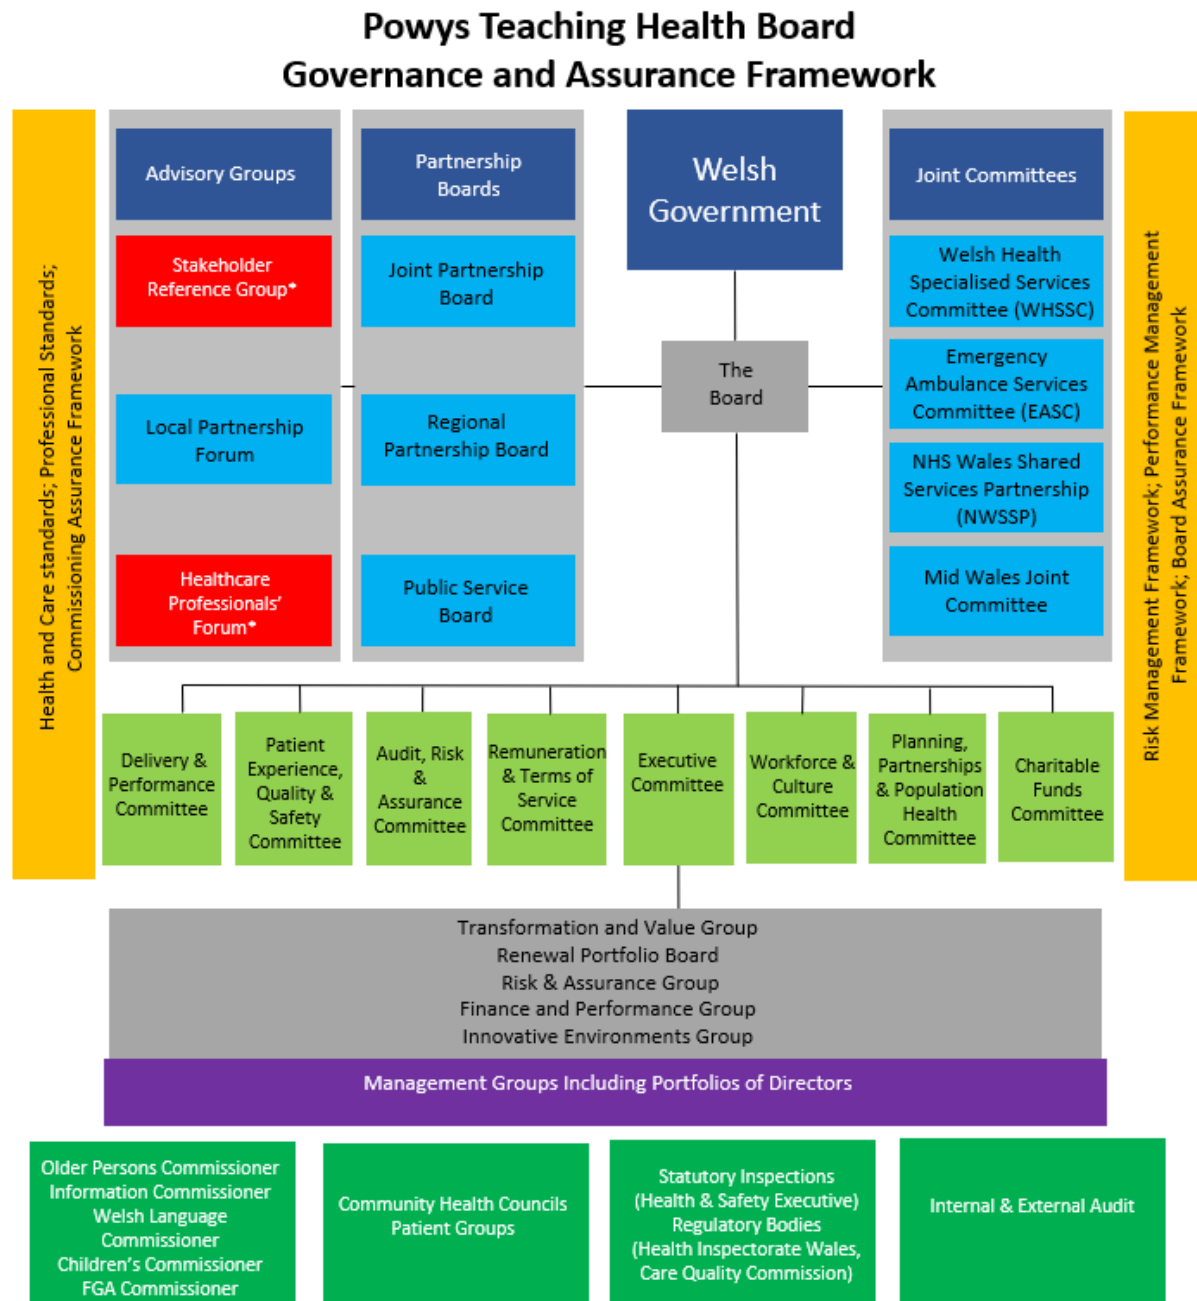 Powys Teaching Health Board
Governance and Assurance Framework
Health and Care standards; Professional Standards;
Commissioning Assurance Framework
Advisory Groups
Stakeholder
Reference Group*
Local Partnership
Forum
Healthcare
Professionals’
Forum*
Partnership
Boards
Joint Partnership
Board
Regional
Partnership Board
Public Service
Board
Welsh
Government
The
Board
Joint Committees
Welsh Health
Specialised Services
Committee (WHSSC)
Emergency
Ambulance Services
Committee (EASC)
NHS Wales Shared
Services Partnership
(NWSSP)
Mid Wales Joint
Committee
Risk Management Framework; Performance Management
Framework; Board Assurance Framework
Delivery &
Performance
Committee
Patient
Experience,
Quality &
Safety
Committee
Audit, Risk
&
Assurance
Committee
Remuneration
& Terms of
Service
Committee
Executive
Committee
Workforce &
Culture
Committee
Planning,
Partnerships
& Population
Health
Committee
Charitable
Funds
Committee
Transformation and Value Group
Renewal Portfolio Board
Risk & Assurance Group
Finance and Performance Group
Innovative Environments Group
Management Groups Including Portfolios of Directors
Older Persons Commissioner
Information Commissioner
Welsh Language
Commissioner
Children’s Commissioner
FGA Commissioner
Community Health Councils
Patient Groups
Statutory Inspections
(Health & Safety Executive)
Regulatory Bodies
(Health Inspectorate Wales,
Care Quality Commission)
Internal & External Audit